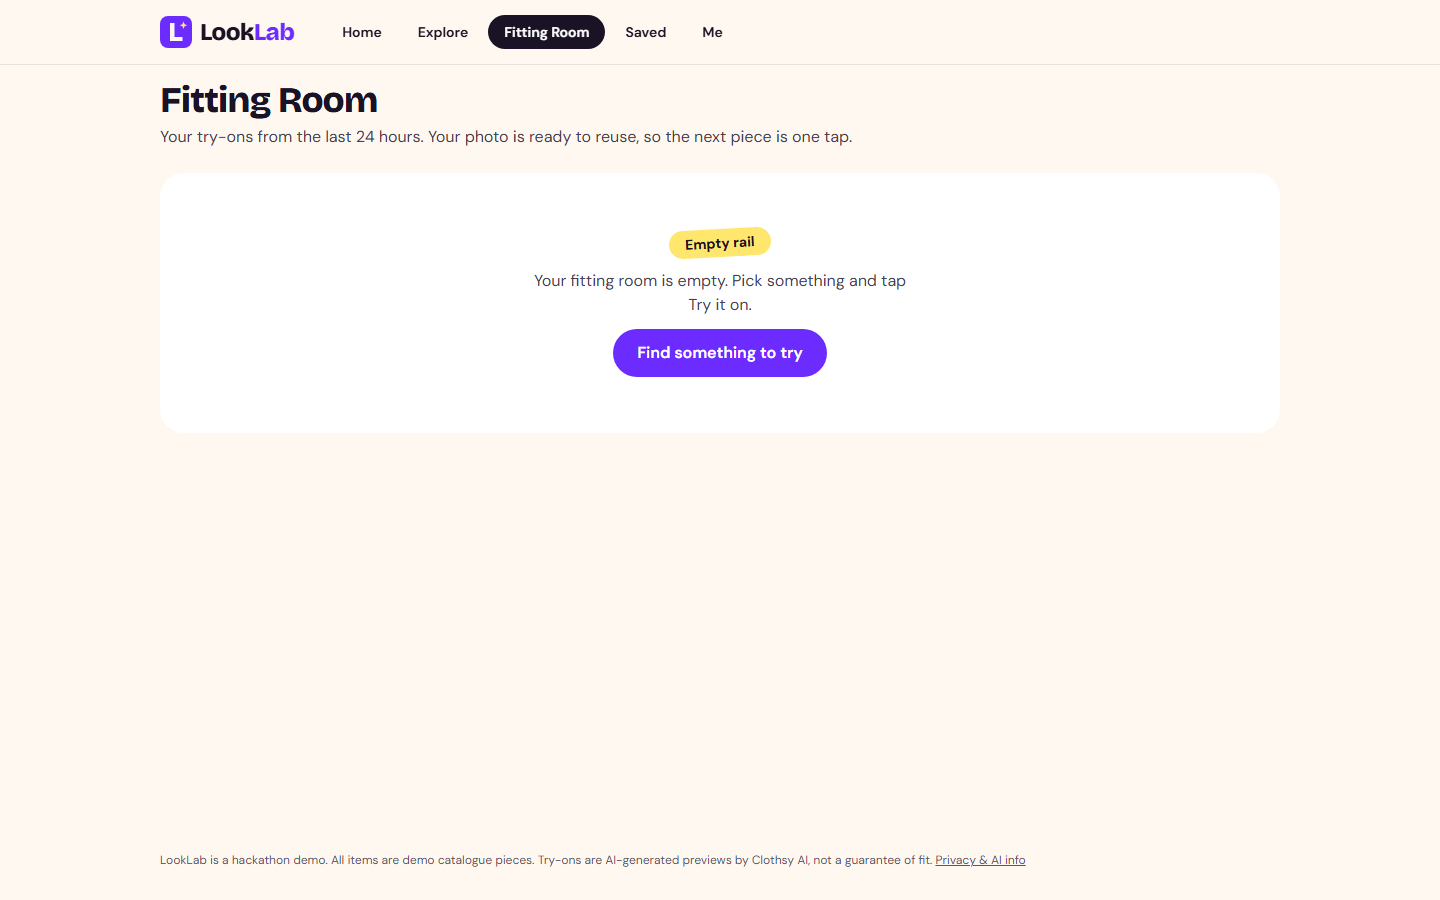 LookLab Home Explore Fitting Room Saved Me
Fitting Room
Your try-ons from the last 24 hours. Your photo is ready to reuse, so the next piece is one tap.
Empty rail
Your fitting room is empty. Pick something and tap
Try it on.
Find something to try
LookLab is a hackathon demo. All items are demo catalogue pieces. Try-ons are AI-generated previews by Clothsy AI, not a guarantee of fit. Privacy & AI info